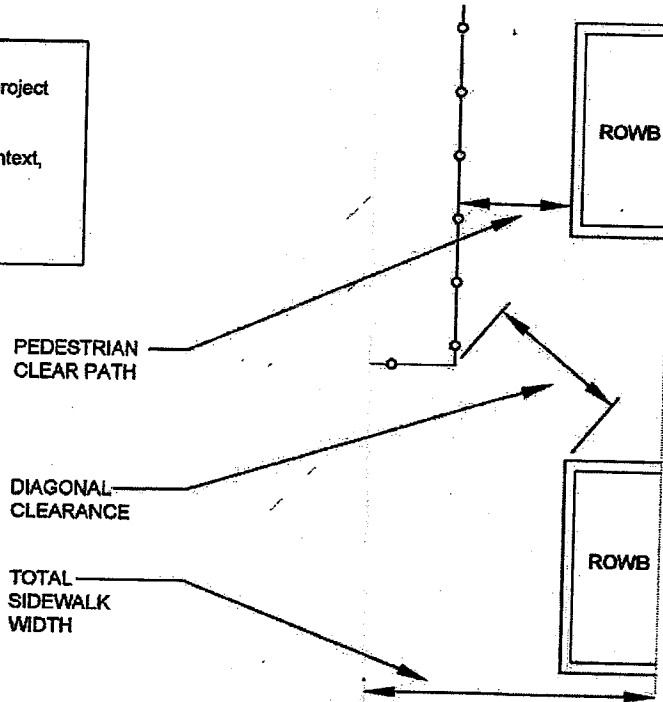 roject
ntext,
ROWB
PEDESTRIAN
CLEAR PATH
DIAGONAL
CLEARANCE
ROWB
TOTAL
SIDEWALK
WIDTH